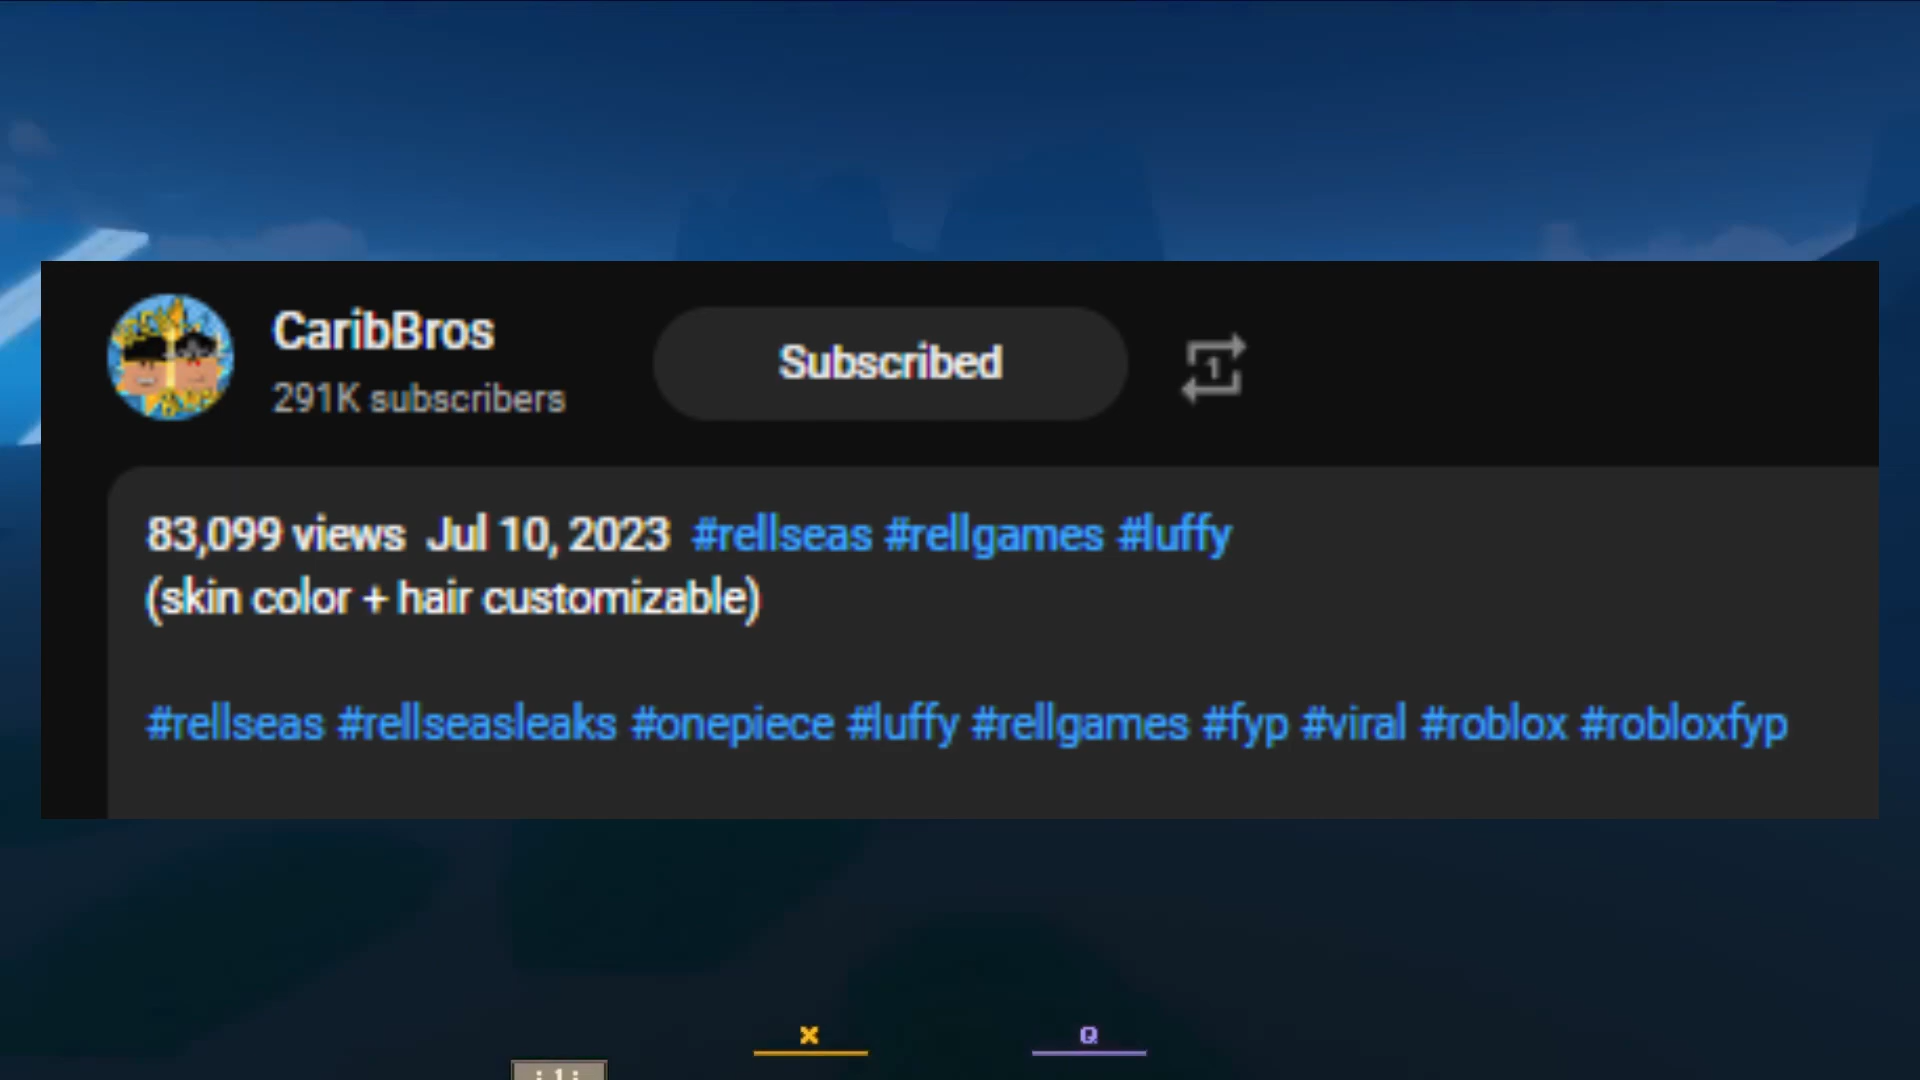 CaribBros
291K subscribers
Subscribed
1
83,099 views Jul 10, 2023 #rellseas #rellgames #luffy
(skin color + hair customizable)
#rellseas #rellseasleaks #onepiece #luffy #rellgames #fyp #viral #roblox #robloxfyp
X
Q